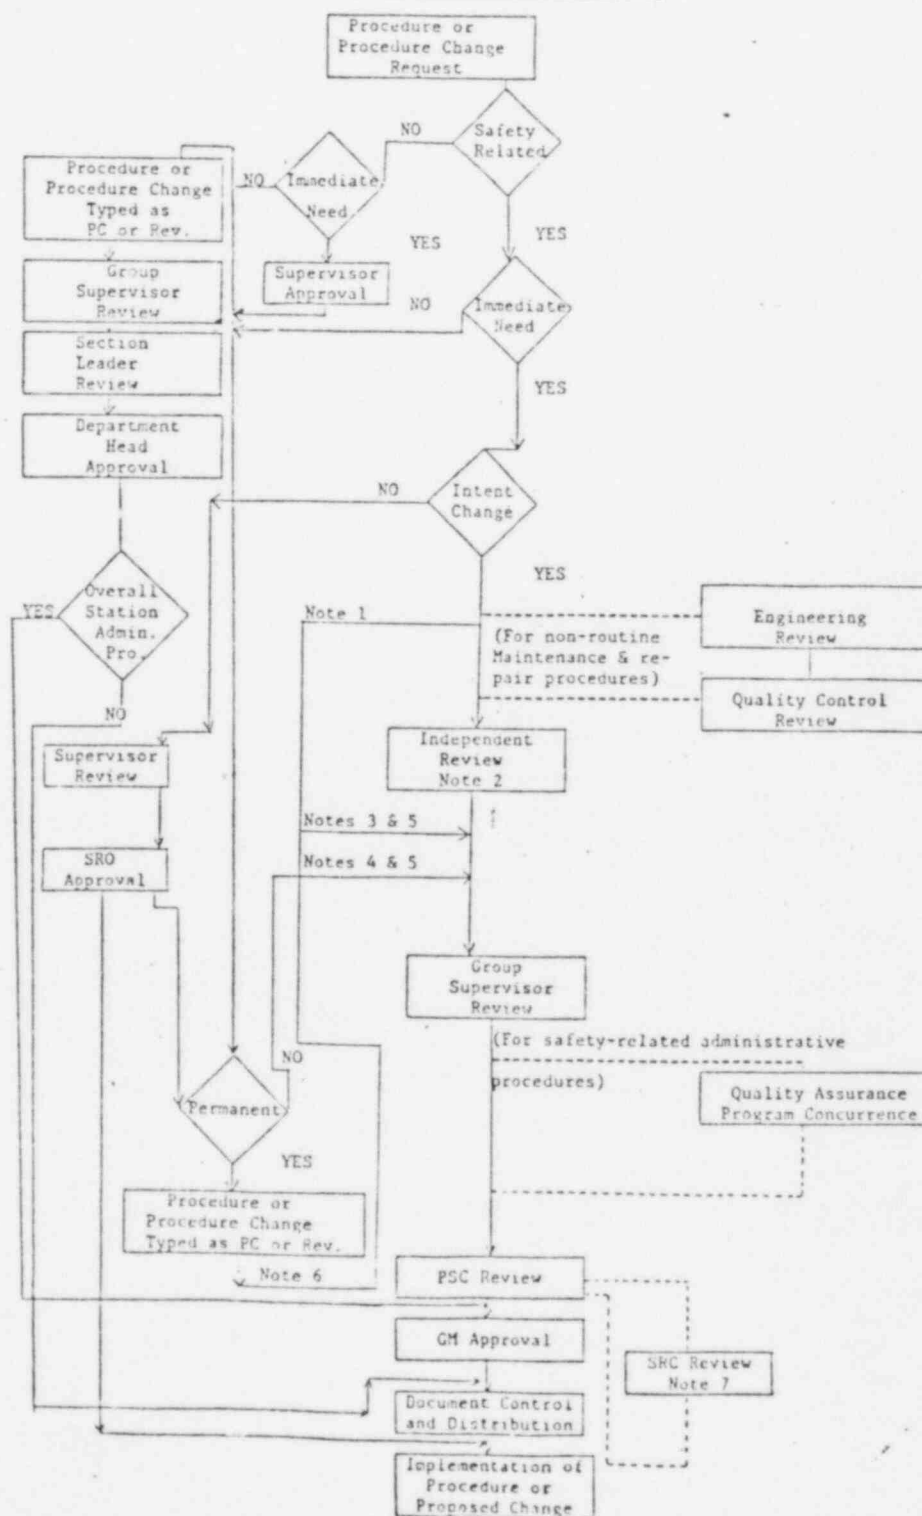 Procedure or
Procedure Change
Request
NO
Safety
Related
Procedure or
Procedure Change
Typed as
PC or Rev.
NO
Immediate
Need
YES
YES
Group
Supervisor
Review
Supervisor
Approval
NO
Immediate
Need
Section
Leader
Review
YES
Department
Head
Approval
NO
Intent
Change
YES
Overall
Station
Admin.
Pro.
YES
Note 1
(For non-routine
Maintenance & re-
pair procedures)
Engineering
Review
Quality Control
Review
NO
Supervisor
Review
Independent
Review
Note 2
Notes 3 & 5
SRO
Approval
Notes 4 & 5
Group
Supervisor
Review
(For safety-related administrative
procedures)
NO
Permanent
Quality Assurance
Program Concurrence
YES
Procedure or
Procedure Change
Typed as PC or Rev.
Note 6
PSC Review
GM Approval
SRC Review
Note 7
Document Control
and Distribution
Implementation of
Procedure or
Proposed Change